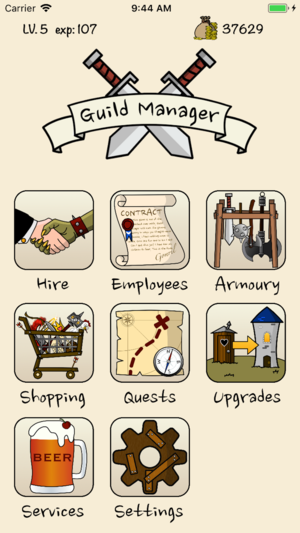 Carrier 9:44 AM
LV. 5 exp:107 37629
Guild Manager
CONTRACT
Hire Employees Armoury
Shopping Quests Upgrades
BEER
Services Settings